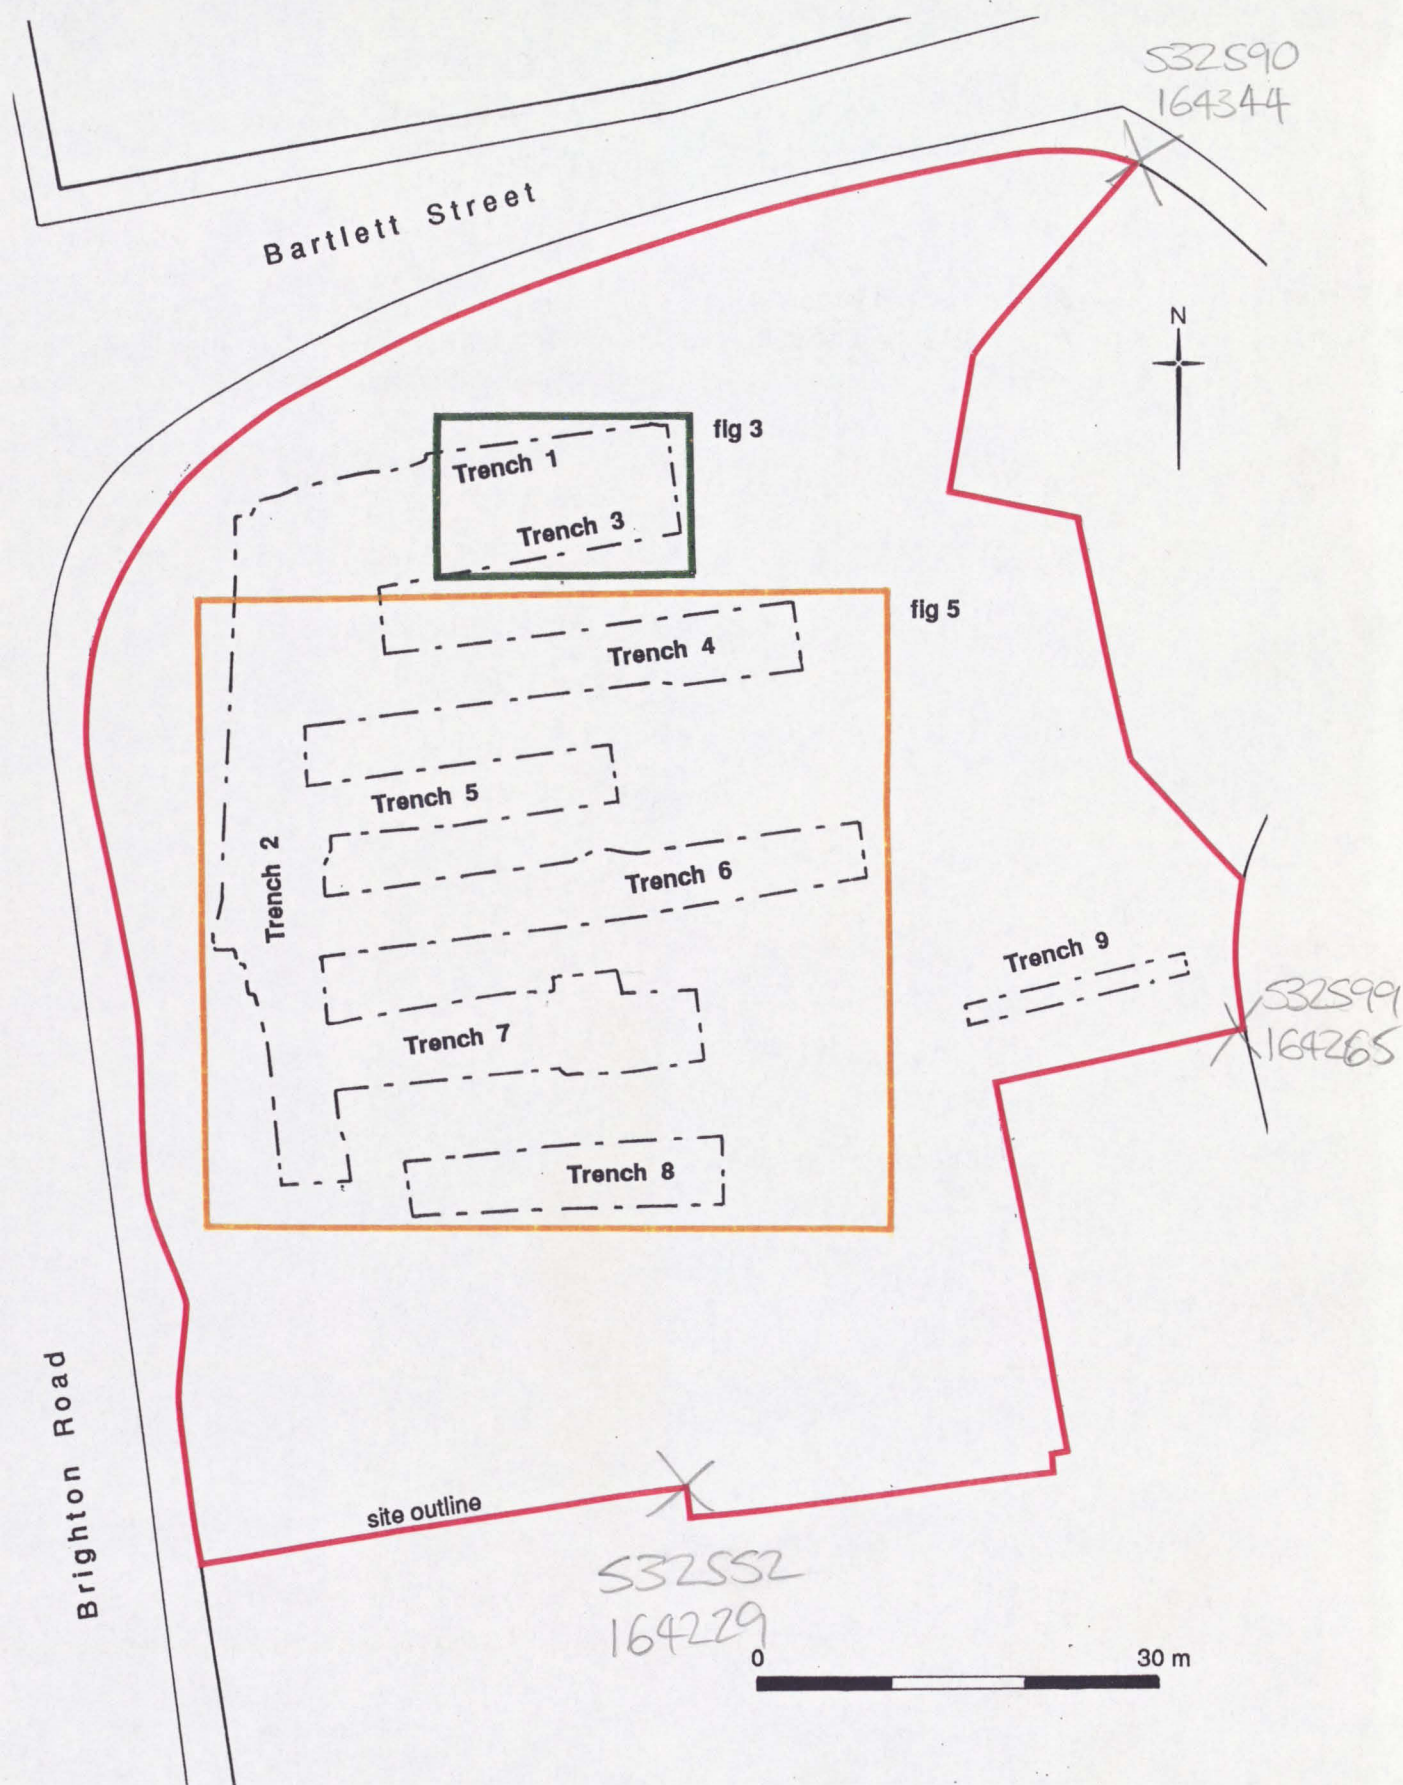 532590
164344
Bartlett Street
N
fig 3
Trench 1
Trench 3
fig 5
Trench 4
Trench 5
Trench 2
Trench 6
Trench 9
532599
164265
Trench 7
Trench 8
Brighton Road
site outline
532552
164229
0 30 m